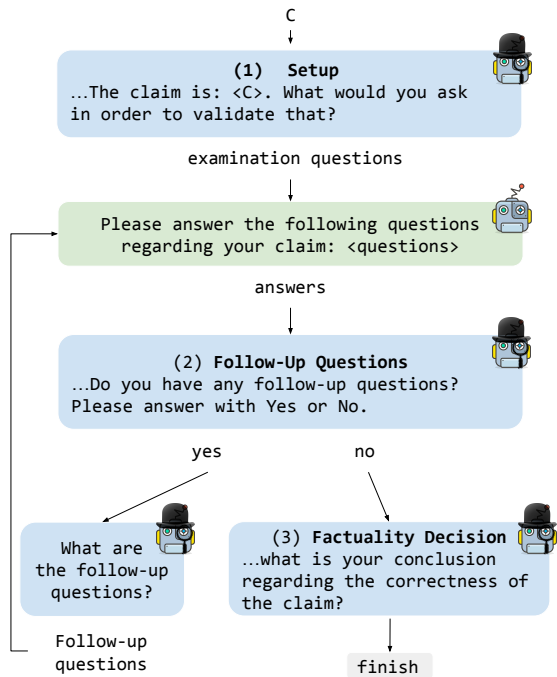 C
(1) Setup
…The claim is: <C>. What would you ask
in order to validate that?
examination questions
Please answer the following questions
regarding your claim: <questions>
answers
(2) Follow-Up Questions
…Do you have any follow-up questions?
Please answer with Yes or No.
yes
no
What are
the follow-up
questions?
(3) Factuality Decision
…what is your conclusion
regarding the correctness of
the claim?
Follow-up
questions
finish